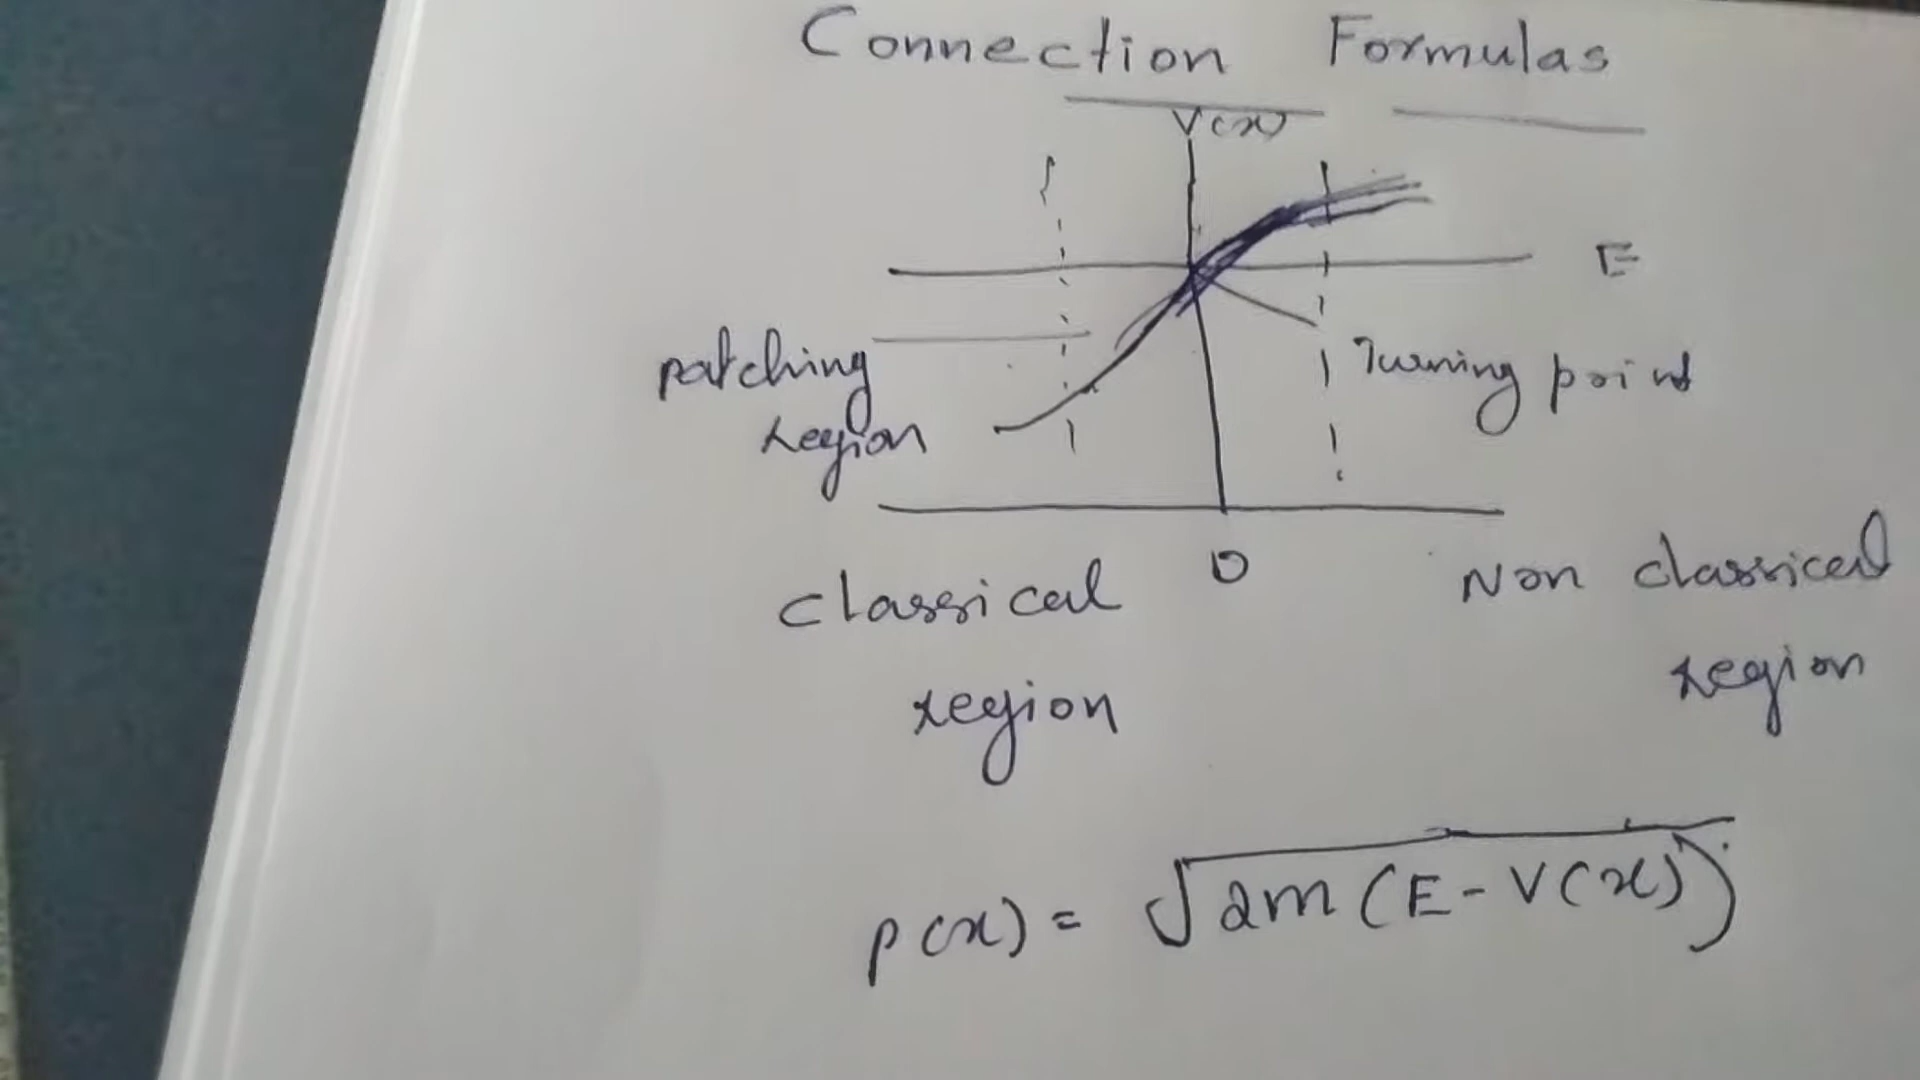 Connection Formulas
V(x)
E
patching
region
Turning point
0
classical
region
Non classical
region
p(x) = √2m(E-V(x))